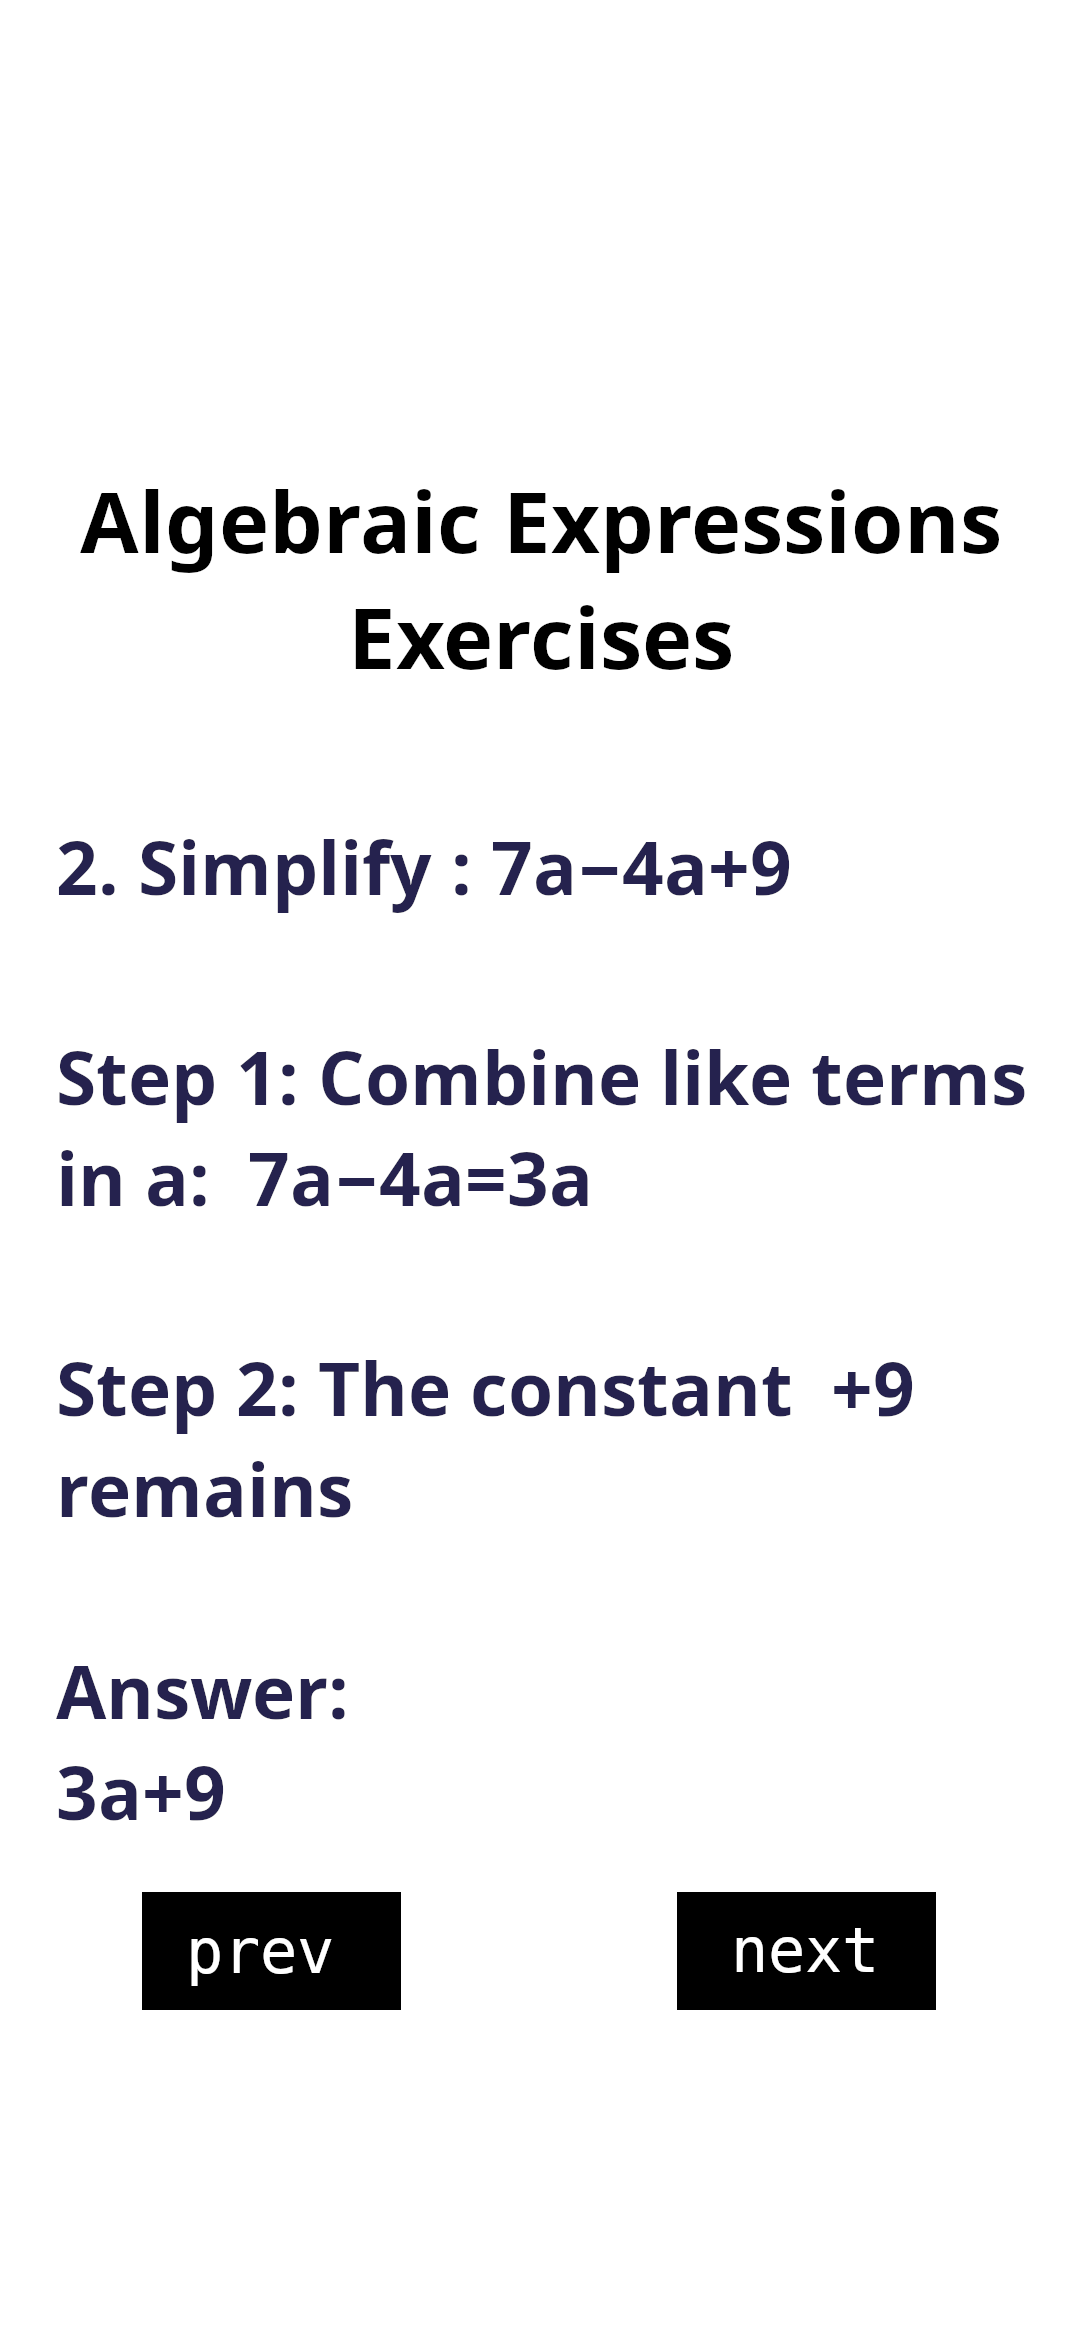 Algebraic Expressions
Exercises
2. Simplify : 7a−4a+9
Step 1: Combine like terms
in a:  7a−4a=3a
Step 2: The constant  +9
remains
Answer:
3a+9
prev
next